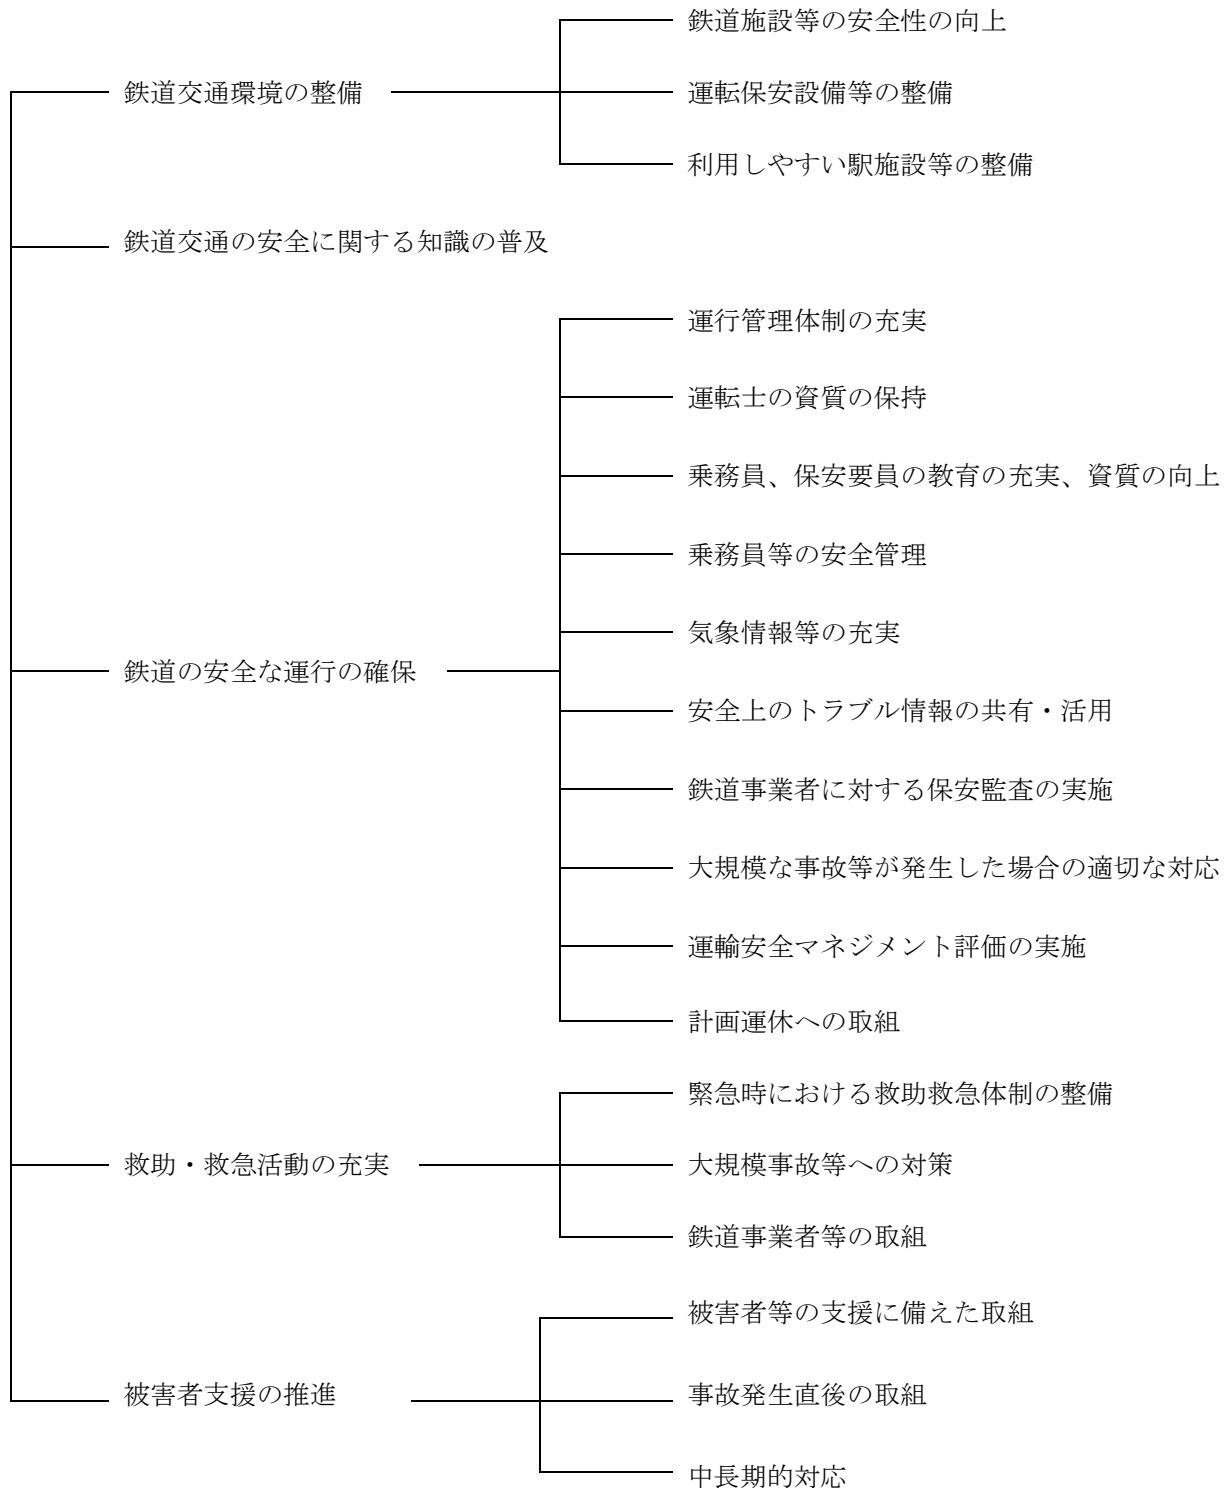 鉄道交通環境の整備
鉄道施設等の安全性の向上
運転保安設備等の整備
利用しやすい駅施設等の整備
鉄道交通の安全に関する知識の普及
鉄道の安全な運行の確保
運行管理体制の充実
運転士の資質の保持
乗務員、保安要員の教育の充実、資質の向上
乗務員等の安全管理
気象情報等の充実
安全上のトラブル情報の共有・活用
鉄道事業者に対する保安監査の実施
大規模な事故等が発生した場合の適切な対応
運輸安全マネジメント評価の実施
計画運休への取組
救助・救急活動の充実
緊急時における救助救急体制の整備
大規模事故等への対策
鉄道事業者等の取組
被害者支援の推進
被害者等の支援に備えた取組
事故発生直後の取組
中長期的対応